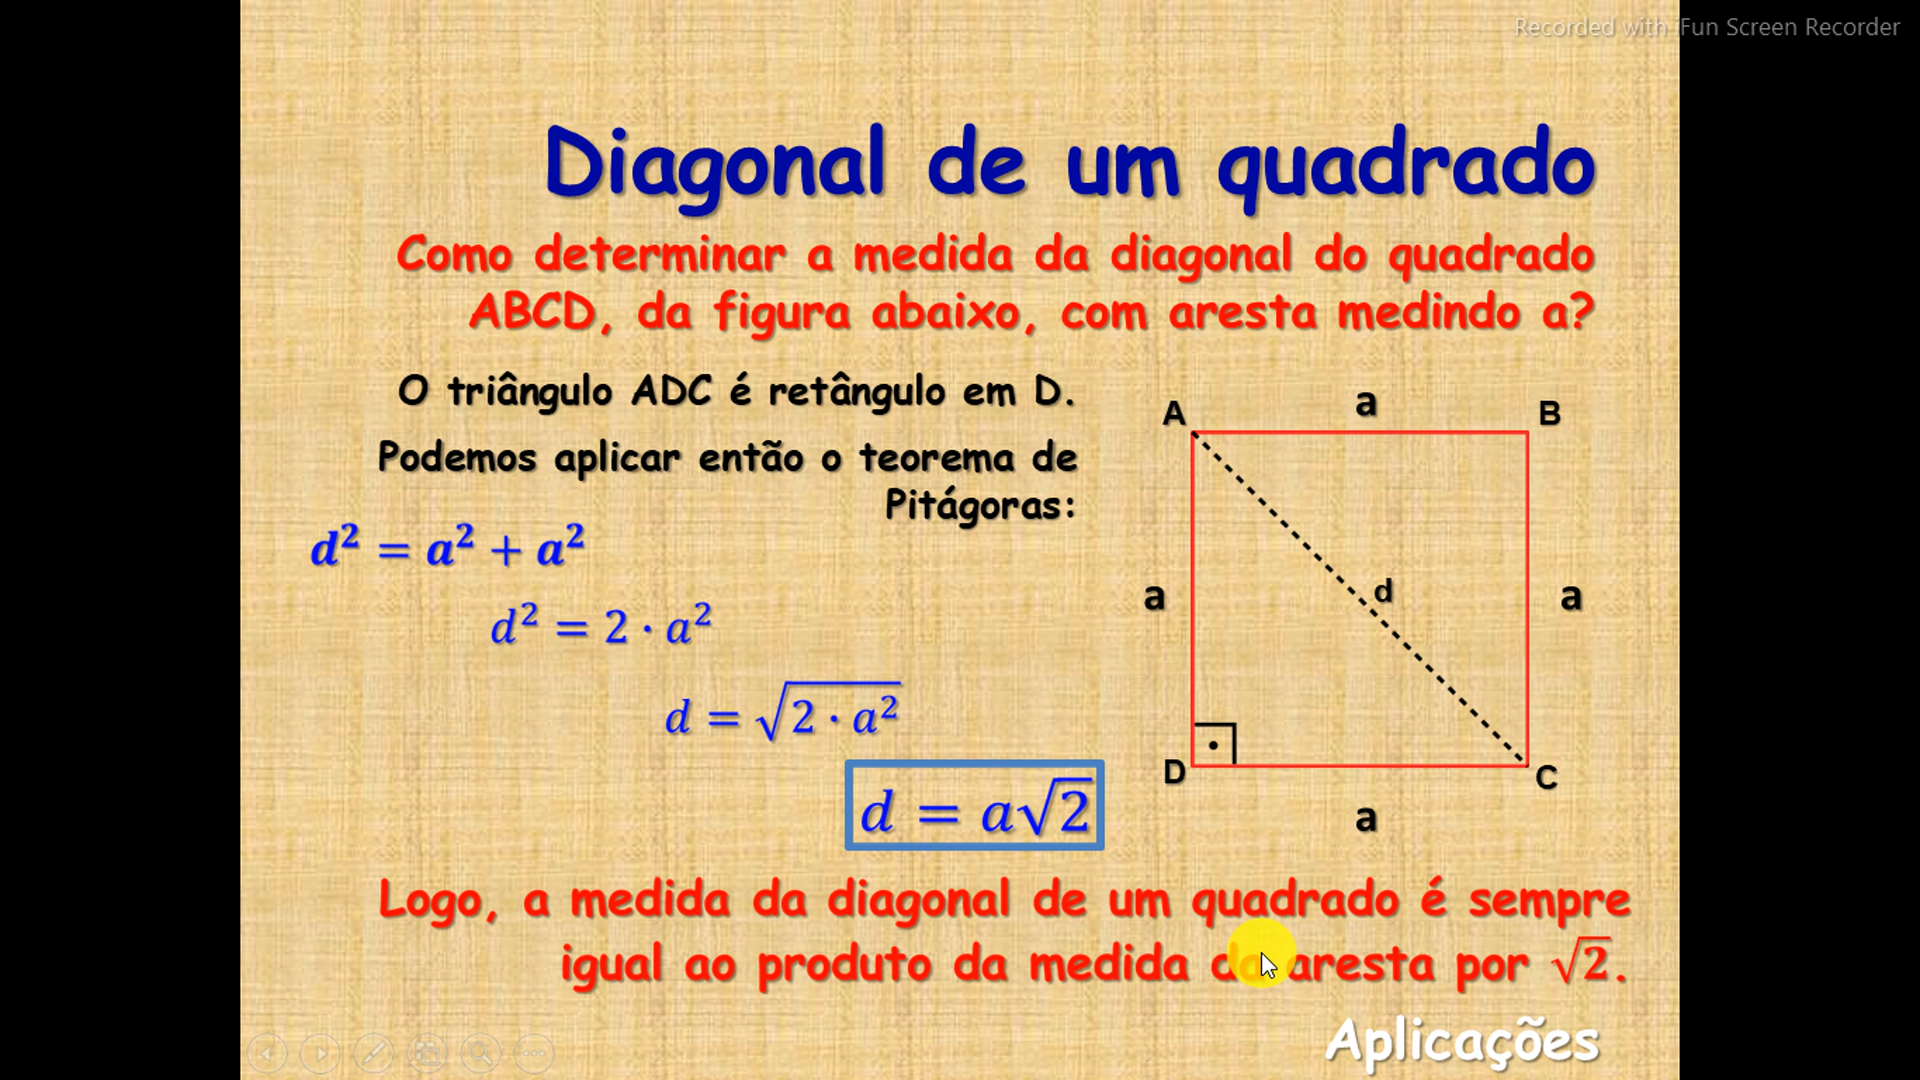 Recorded with iFun Screen Recorder
Diagonal de um quadrado
Como determinar a medida da diagonal do quadrado
ABCD, da figura abaixo, com aresta medindo a?
O triângulo ADC é retângulo em D.
Podemos aplicar então o teorema de
Pitágoras:
d² = a² + a²
d² = 2 · a²
d = √(2 · a²)
d = a√2
A
a
B
a
d
a
D
C
a
Logo, a medida da diagonal de um quadrado é sempre
igual ao produto da medida da aresta por √2.
Aplicações